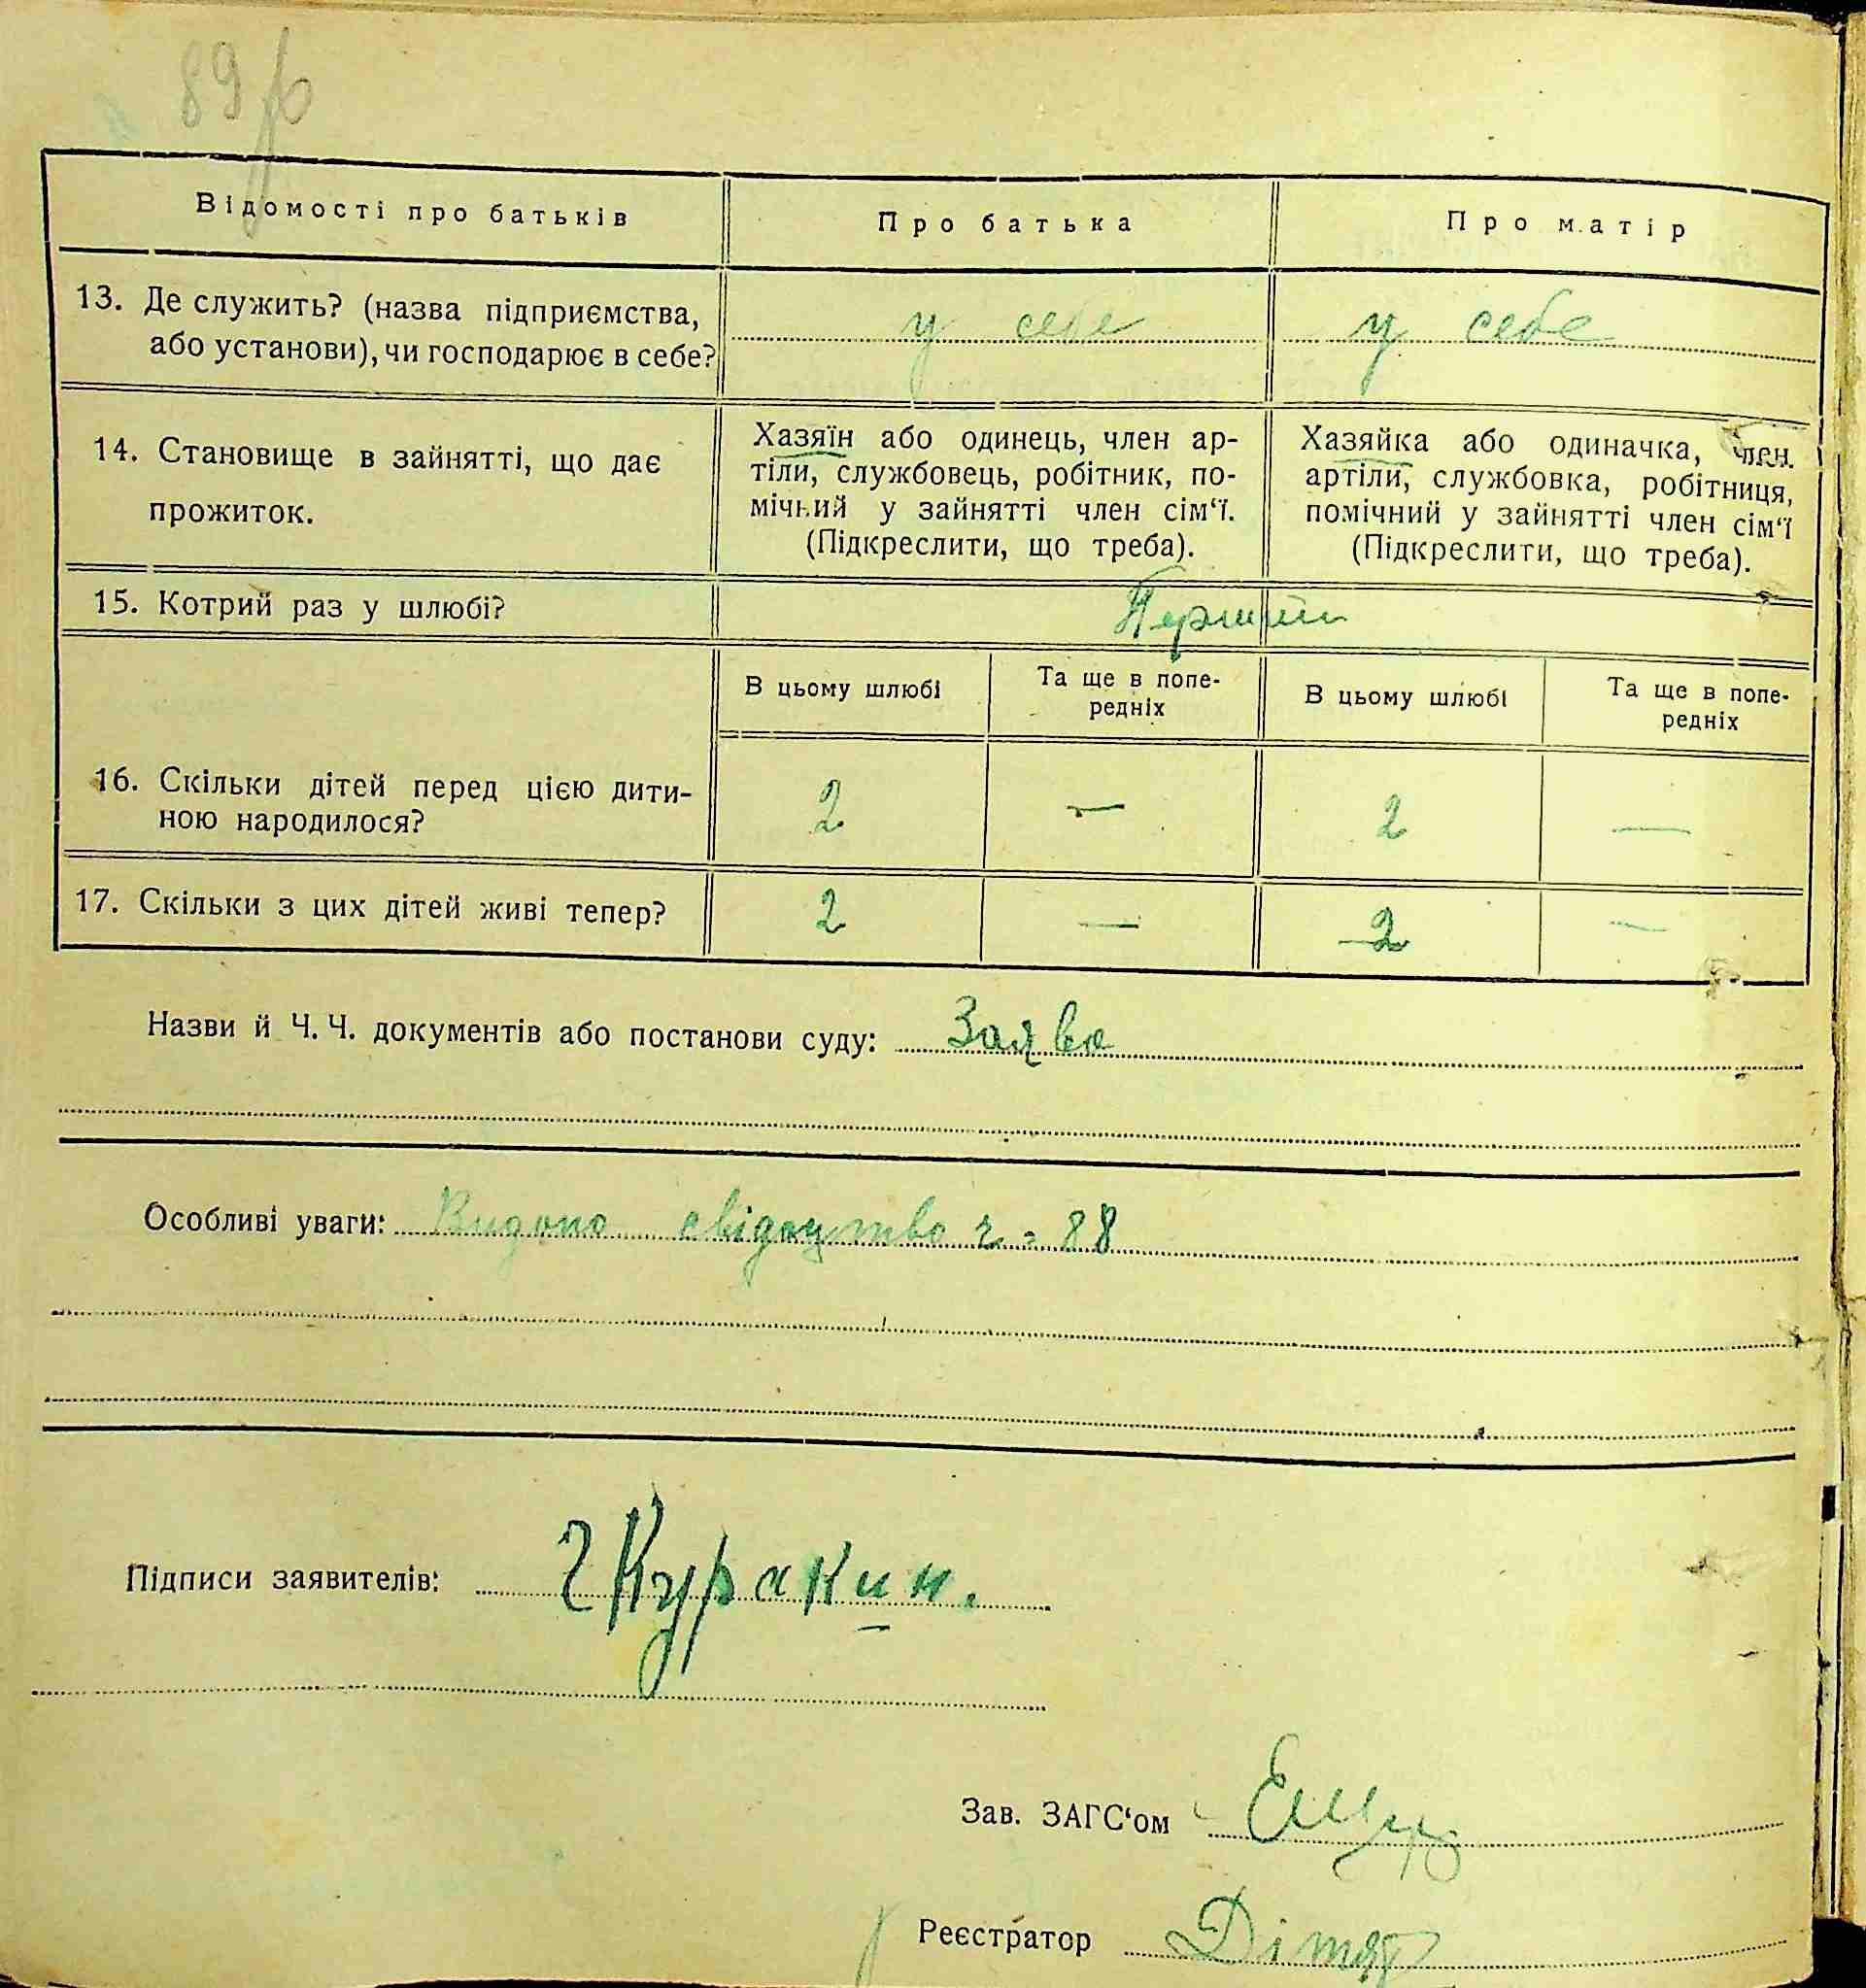 89
Відомості про батьків
Про батька
Про матір
13. Де служить? (назва підприємства,
або установи), чи господарює в себе?
у себе
у себе
14. Становище в зайнятті, що дає
прожиток.
Хазяїн або одинець, член ар-
тіли, службовець, робітник, по-
мічний у зайнятті член сім‘ї.
(Підкреслити, що треба).
Хазяйка або одиначка, член.
артіли, службовка, робітниця,
помічний у зайнятті член сім‘ї
(Підкреслити, що треба).
15. Котрий раз у шлюбі?
Перший
В цьому шлюбі
Та ще в попе-
редніх
В цьому шлюбі
Та ще в попе-
редніх
16. Скільки дітей перед цією дити-
ною народилося?
2 — 2 —
17. Скільки з цих дітей живі тепер?
2 — 2 —
Назви й Ч. Ч. документів або постанови суду: Заява
Особливі уваги: Видано свідоцтво ч = 88
Підписи заявителів: Куракин.
Зав. ЗАГС‘ом
Реєстратор